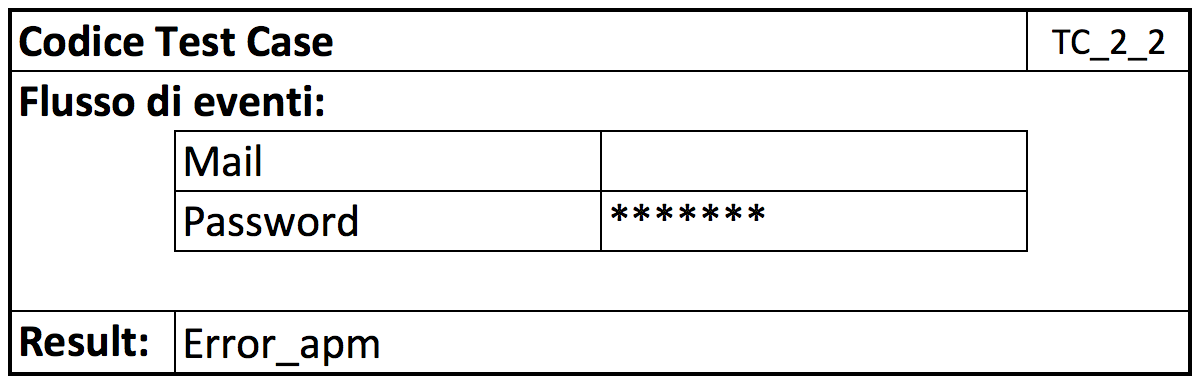 Codice Test Case TC_2_2
Flusso di eventi:
Mail
Password *******
Result: Error_apm